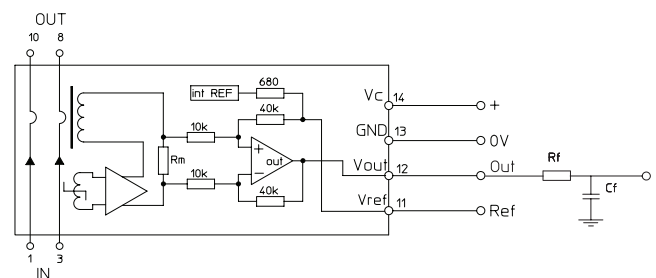 OUT
10 8
int REF
680
40k
10k
Rm
10k
+
out
−
40k
Vc 14 +
GND 13 0V
Vout 12 Out
Vref 11 Ref
Rf
Cf
1 3
IN